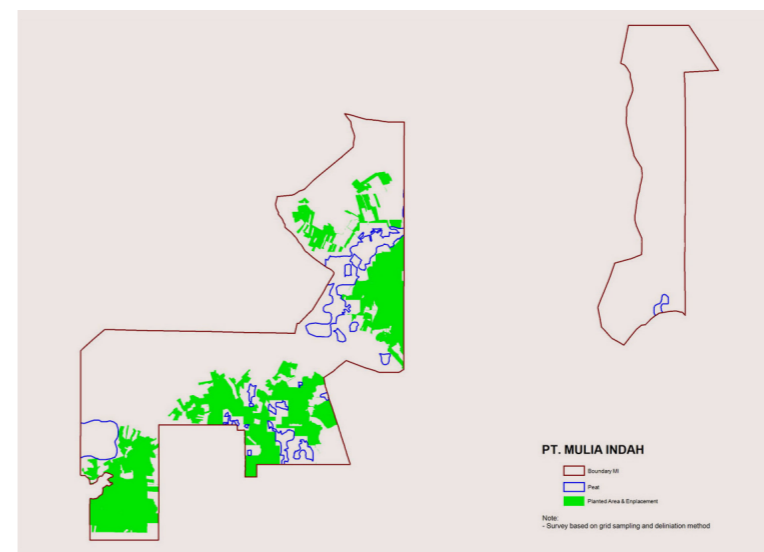 PT. MULIA INDAH
Boundary MI
Peat
Planted Area & Enplacement
Note:
- Survey based on grid sampling and deliniation method